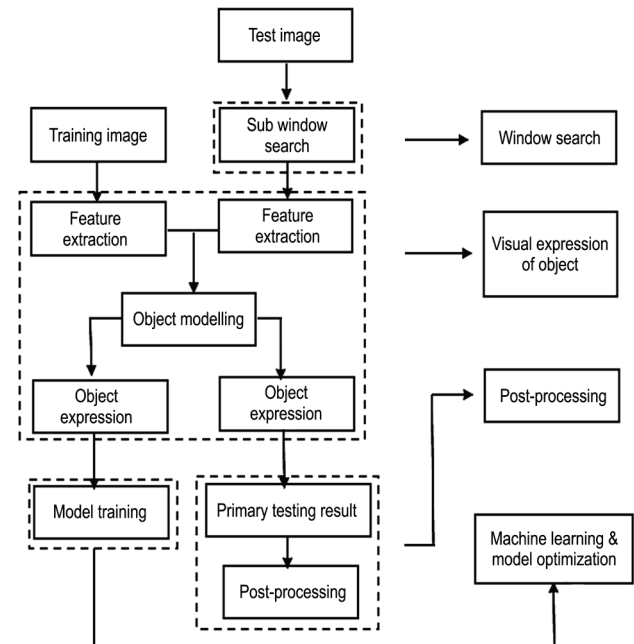 Test image
Training image
Sub window
search
Window search
Feature
extraction
Feature
extraction
Visual expression
of object
Object modelling
Object
expression
Object
expression
Post-processing
Model training
Primary testing result
Machine learning &
model optimization
Post-processing